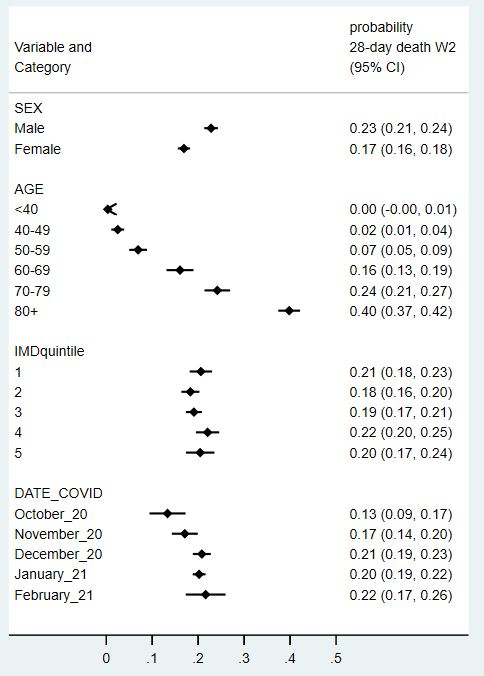 probability
Variable and 28-day death W2
Category (95% CI)
SEX
Male 0.23 (0.21, 0.24)
Female 0.17 (0.16, 0.18)
AGE
<40 0.00 (-0.00, 0.01)
40-49 0.02 (0.01, 0.04)
50-59 0.07 (0.05, 0.09)
60-69 0.16 (0.13, 0.19)
70-79 0.24 (0.21, 0.27)
80+ 0.40 (0.37, 0.42)
IMDquintile
1 0.21 (0.18, 0.23)
2 0.18 (0.16, 0.20)
3 0.19 (0.17, 0.21)
4 0.22 (0.20, 0.25)
5 0.20 (0.17, 0.24)
DATE_COVID
October_20 0.13 (0.09, 0.17)
November_20 0.17 (0.14, 0.20)
December_20 0.21 (0.19, 0.23)
January_21 0.20 (0.19, 0.22)
February_21 0.22 (0.17, 0.26)
0 .1 .2 .3 .4 .5